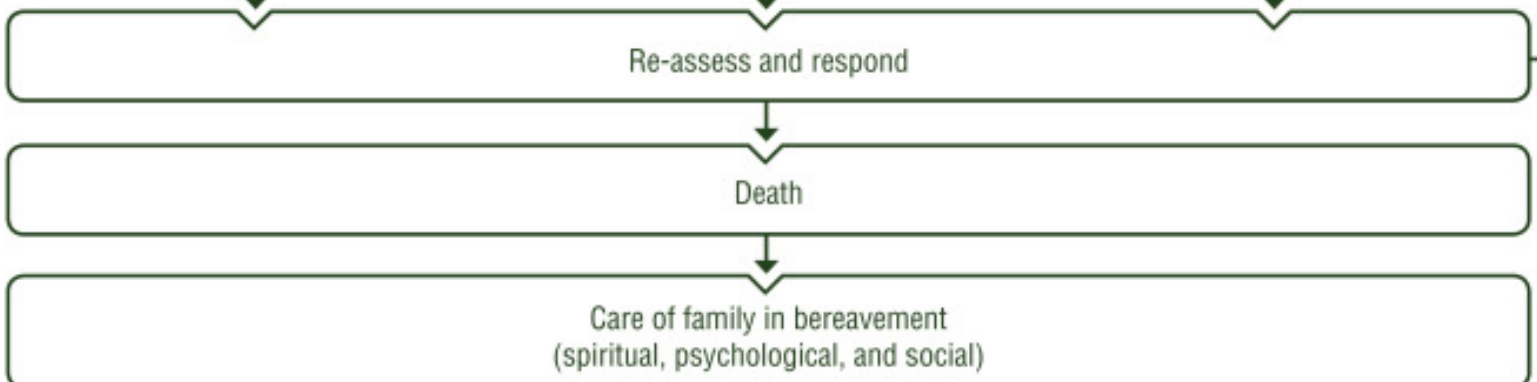 Re-assess and respond
Death
Care of family in bereavement
(spiritual, psychological, and social)